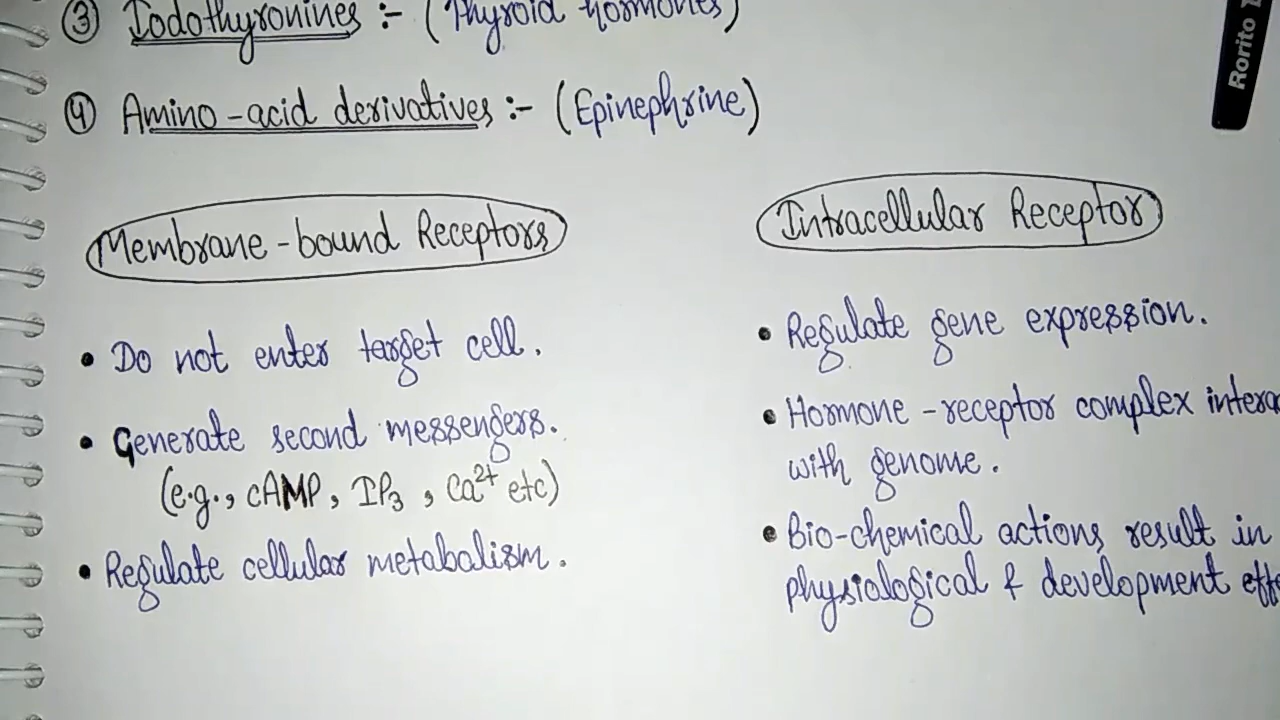 ③ Iodothyronines :- (Thyroid hormones)
④ Amino-acid derivatives :- (Epinephrine)
Membrane-bound Receptors
• Do not enter target cell.
• Generate second messengers.
(e.g., cAMP, IP₃, Ca²⁺ etc)
• Regulate cellular metabalism.
Intracellular Receptor
• Regulate gene expression.
• Hormone-receptor complex
with genome.
• Bio-chemical actions result in
physiological & development
Rorito